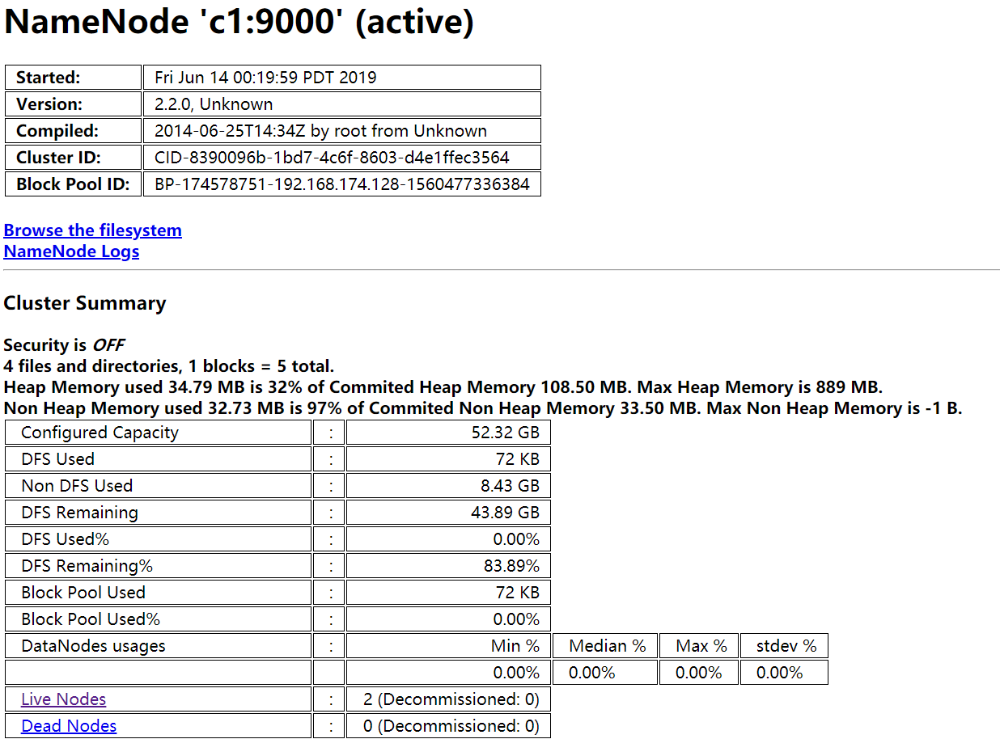 NameNode 'c1:9000' (active)
Started: Fri Jun 14 00:19:59 PDT 2019
Version: 2.2.0, Unknown
Compiled: 2014-06-25T14:34Z by root from Unknown
Cluster ID: CID-8390096b-1bd7-4c6f-8603-d4e1ffec3564
Block Pool ID: BP-174578751-192.168.174.128-1560477336384
Browse the filesystem
NameNode Logs
Cluster Summary
Security is OFF
4 files and directories, 1 blocks = 5 total.
Heap Memory used 34.79 MB is 32% of Commited Heap Memory 108.50 MB. Max Heap Memory is 889 MB.
Non Heap Memory used 32.73 MB is 97% of Commited Non Heap Memory 33.50 MB. Max Non Heap Memory is -1 B.
Configured Capacity : 52.32 GB
DFS Used : 72 KB
Non DFS Used : 8.43 GB
DFS Remaining : 43.89 GB
DFS Used% : 0.00%
DFS Remaining% : 83.89%
Block Pool Used : 72 KB
Block Pool Used% : 0.00%
DataNodes usages : Min % Median % Max % stdev %
0.00% 0.00% 0.00% 0.00%
Live Nodes : 2 (Decommissioned: 0)
Dead Nodes : 0 (Decommissioned: 0)